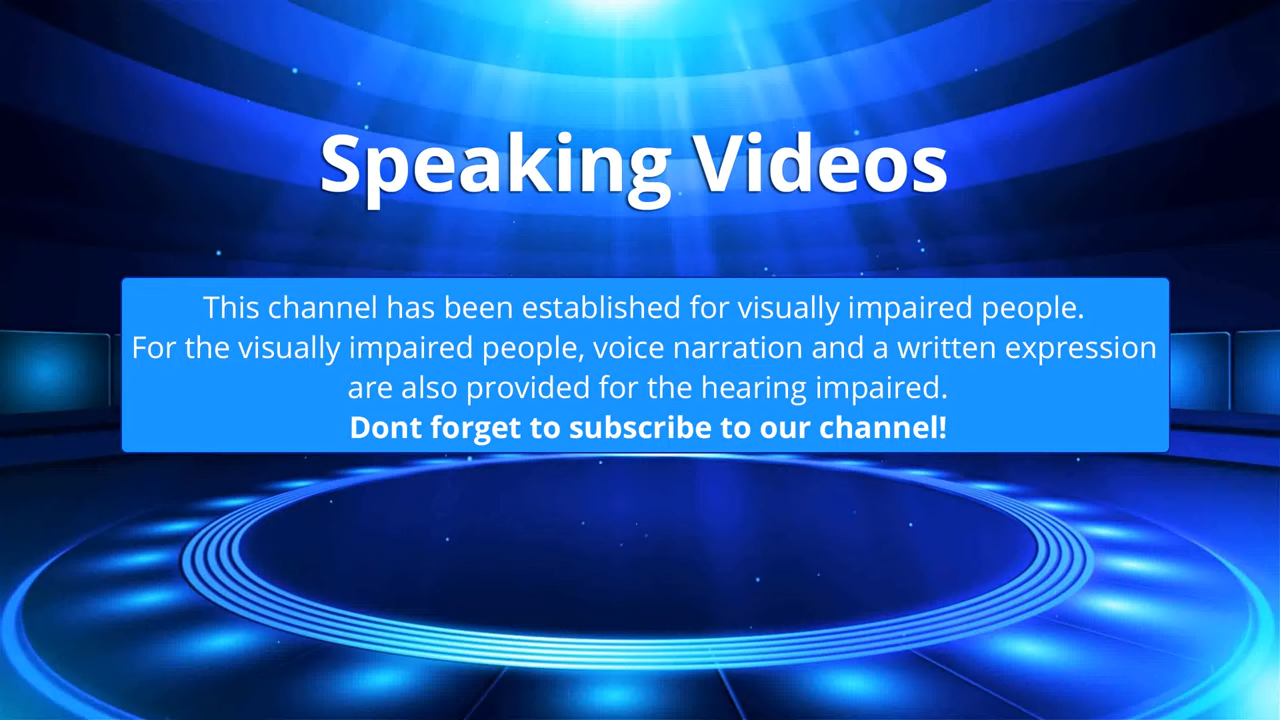 Speaking Videos
This channel has been established for visually impaired people.
For the visually impaired people, voice narration and a written expression
are also provided for the hearing impaired.
Dont forget to subscribe to our channel!